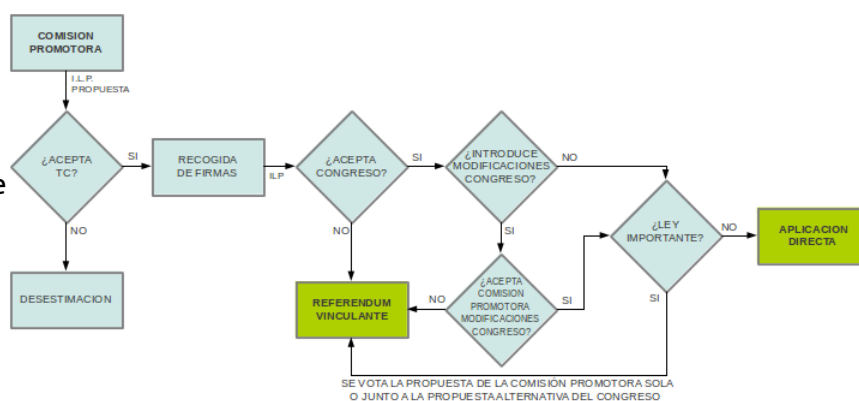 COMISION
PROMOTORA
I.L.P.
PROPUESTA
¿ACEPTA
TC?
SI
NO
DESESTIMACION
RECOGIDA
DE FIRMAS
ILP
¿ACEPTA
CONGRESO?
SI
NO
¿INTRODUCE
MODIFICACIONES
CONGRESO?
NO
SI
¿ACEPTA
COMISION
PROMOTORA
MODIFICACIONES
CONGRESO?
NO
SI
REFERENDUM
VINCULANTE
¿LEY
IMPORTANTE?
NO
SI
APLICACION
DIRECTA
SE VOTA LA PROPUESTA DE LA COMISIÓN PROMOTORA SOLA
O JUNTO A LA PROPUESTA ALTERNATIVA DEL CONGRESO
e